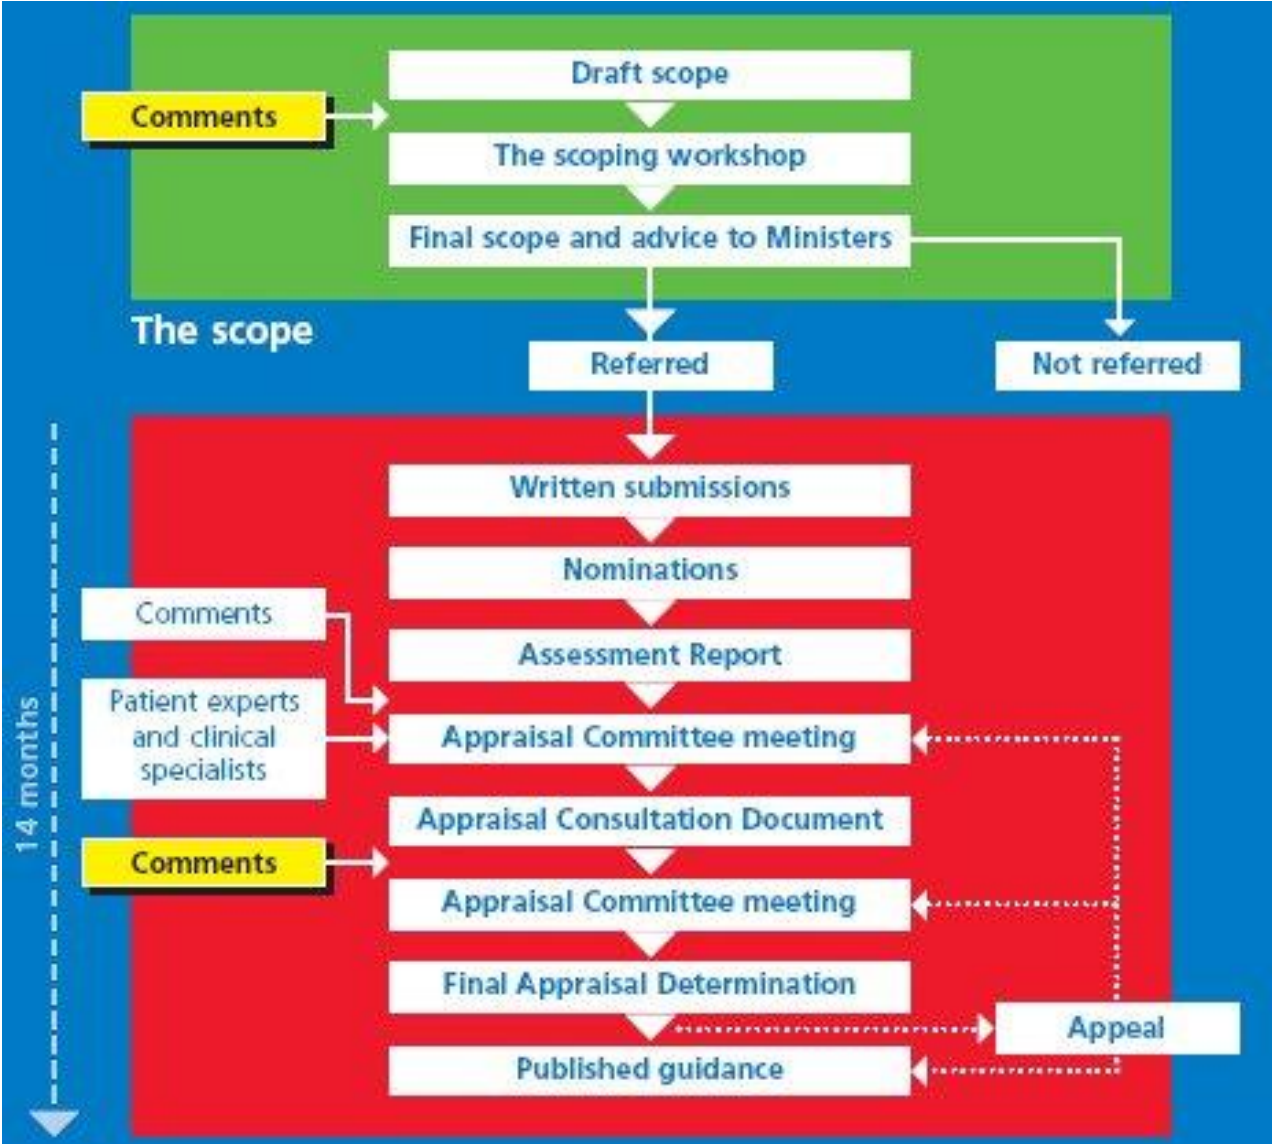 Draft scope
Comments
The scoping workshop
Final scope and advice to Ministers
The scope
Referred
Not referred
Written submissions
Nominations
Comments
Assessment Report
Patient experts
and clinical
specialists
Appraisal Committee meeting
14 months
Appraisal Consultation Document
Comments
Appraisal Committee meeting
Final Appraisal Determination
Appeal
Published guidance